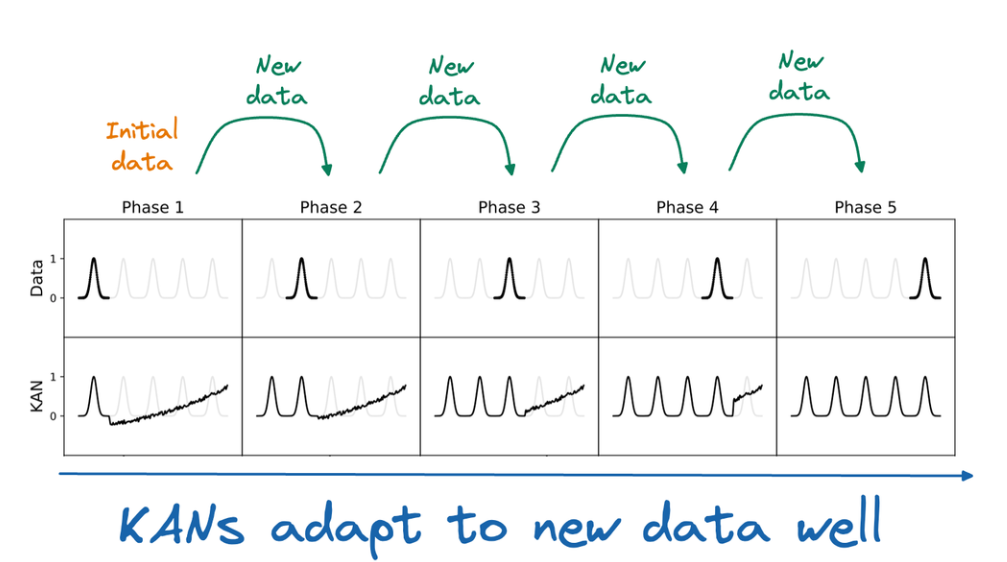 New
data
New
data
New
data
New
data
Initial
data
Phase 1
Phase 2
Phase 3
Phase 4
Phase 5
Data
1
0
KAN
1
0
KANs adapt to new data well